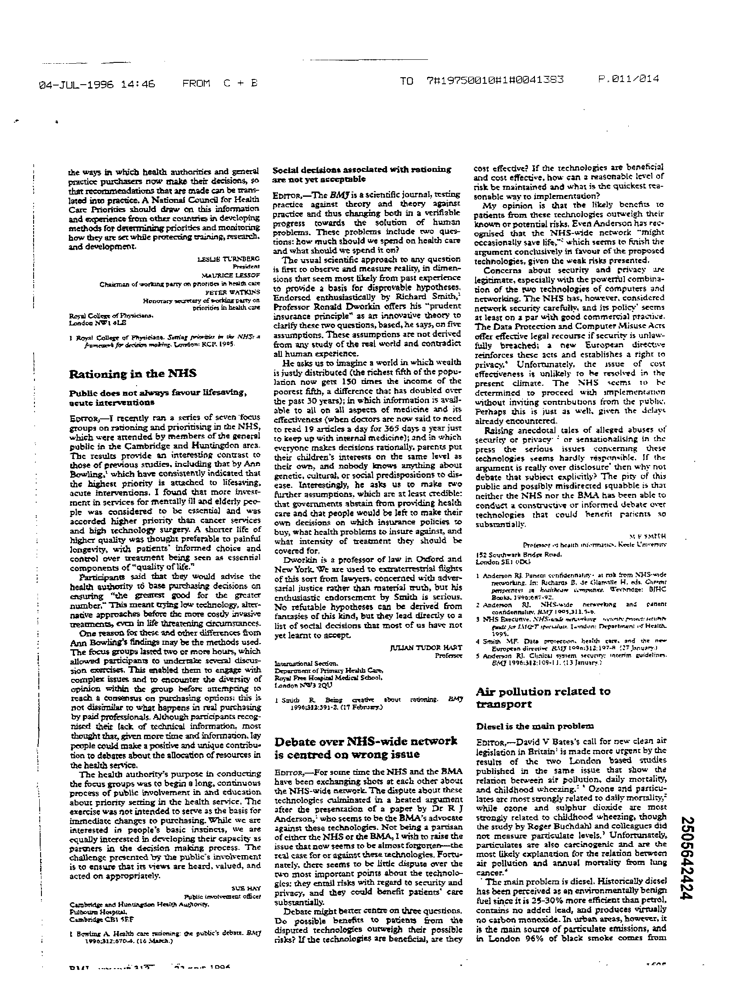 04-JUL-1996 14:46 FROM C + B TO 7#19750010#1#0041383 P.011/014
the ways in which health authorities and general
practice purchasers now make their decisions, so
that recommendations that are made can be trans-
lated into practice. A National Council for Health
Care Priorities should draw on this information
and experience from other countries in developing
methods for determining priorities and monitoring
how they are set while protecting training, research,
and development.
LESLIE TURNBERG
President
MAURICE LESSOF
Chairman of working party on priorities in health care
PETER WATKINS
Honorary secretary of working party on
priorities in health care
Royal College of Physicians,
London NW1 4LE
1 Royal College of Physicians. Setting priorities in the NHS: a
framework for decision making. London: RCP, 1995.
Rationing in the NHS
Public does not always favour lifesaving,
acute interventions
EDITOR,—I recently ran a series of seven focus
groups on rationing and prioritising in the NHS,
which were attended by members of the general
public in the Cambridge and Huntingdon area.
The results provide an interesting contrast to
those of previous studies, including that by Ann
Bowling,¹ which have consistently indicated that
the highest priority is attached to lifesaving,
acute interventions. I found that more invest-
ment in services for mentally ill and elderly peo-
ple was considered to be essential and was
accorded higher priority than cancer services
and high technology surgery. A shorter life of
higher quality was thought preferable to painful
longevity, with patients' informed choice and
control over treatment being seen as essential
components of "quality of life."
Participants said that they would advise the
health authority to base purchasing decisions on
ensuring "the greatest good for the greater
number." This meant trying low technology, alter-
native approaches before the more costly invasive
treatments, even in life threatening circumstances.
One reason for these and other differences from
Ann Bowling's findings may be the methods used.
The focus groups lasted two or more hours, which
allowed participants to undertake several discus-
sion exercises. This enabled them to engage with
complex issues and to encounter the diversity of
opinion within the group before attempting to
reach a consensus on purchasing options: this is
not dissimilar to what happens in real purchasing
by paid professionals. Although participants recog-
nised their lack of technical information, most
thought that, given more time and information, lay
people could make a positive and unique contribu-
tion to debates about the allocation of resources in
the health service.
The health authority's purpose in conducting
the focus groups was to begin a long, continuous
process of public involvement in and education
about priority setting in the health service. The
exercise was not intended to serve as the basis for
immediate changes to purchasing. While we are
interested in people's basic instincts, we are
equally interested in developing their capacity as
partners in the decision making process. The
challenge presented by the public's involvement
is to ensure that its views are heard, valued, and
acted on appropriately.
SUE HAY
Public involvement officer
Cambridge and Huntingdon Health Authority,
Fulbourn Hospital,
Cambridge CB1 5EF
1 Bowling A. Health care rationing: the public's debate. BMJ
1996;312:670-4. (16 March.)
Social decisions associated with rationing
are not yet acceptable
EDITOR,—The BMJ is a scientific journal, testing
practice against theory and theory against
practice and thus changing both in a verifiable
progress towards the solution of human
problems. These problems include two ques-
tions: how much should we spend on health care
and what should we spend it on?
The usual scientific approach to any question
is first to observe and measure reality, in dimen-
sions that seem most likely from past experience
to provide a basis for disprovable hypotheses.
Endorsed enthusiastically by Richard Smith,¹
Professor Ronald Dworkin offers his "prudent
insurance principle" as an innovative theory to
clarify these two questions, based, he says, on five
assumptions. These assumptions are not derived
from any study of the real world and contradict
all human experience.
He asks us to imagine a world in which wealth
is justly distributed (the richest fifth of the popu-
lation now gets 150 times the income of the
poorest fifth, a difference that has doubled over
the past 30 years); in which information is avail-
able to all on all aspects of medicine and its
effectiveness (when doctors are now said to need
to read 19 articles a day for 365 days a year just
to keep up with internal medicine); and in which
everyone makes decisions rationally, parents put
their children's interests on the same level as
their own, and nobody knows anything about
genetic, cultural, or social predispositions to dis-
ease. Interestingly, he asks us to make two
further assumptions, which are at least credible:
that governments abstain from providing health
care and that people would be left to make their
own decisions on which insurance policies to
buy, what health problems to insure against, and
what intensity of treatment they should be
covered for.
Dworkin is a professor of law in Oxford and
New York. We are used to extraterrestrial flights
of this sort from lawyers, concerned with adver-
sarial justice rather than material truth, but his
enthusiastic endorsement by Smith is serious.
No refutable hypotheses can be derived from
fantasies of this kind, but they lead directly to a
list of social decisions that most of us have not
yet learnt to accept.
JULIAN TUDOR HART
Professor
International Section,
Department of Primary Health Care,
Royal Free Hospital Medical School,
London NW3 2QU
1 Smith R. Being creative about rationing. BMJ
1996;312:391-2. (17 February.)
Debate over NHS-wide network
is centred on wrong issue
EDITOR,—For some time the NHS and the BMA
have been exchanging shots at each other about
the NHS-wide network. The dispute about these
technologies culminated in a heated argument
after the presentation of a paper by Dr R J
Anderson,¹ who seems to be the BMA's advocate
against these technologies. Not being a partisan
of either the NHS or the BMA, I wish to raise the
issue that now seems to be almost forgotten—the
real case for or against these technologies. Fortu-
nately, there seems to be little dispute over the
two most important points about the technolo-
gies: they entail risks with regard to security and
privacy, and they could benefit patients' care
substantially.
Debate might better centre on three questions.
Do possible benefits to patients from the
disputed technologies outweigh their possible
risks? If the technologies are beneficial, are they
cost effective? If the technologies are beneficial
and cost effective, how can a reasonable level of
risk be maintained and what is the quickest rea-
sonable way to implementation?
My opinion is that the likely benefits to
patients from these technologies outweigh their
known or potential risks. Even Anderson has rec-
ognised that the NHS-wide network "might
occasionally save life,"² which seems to finish the
argument conclusively in favour of the proposed
technologies, given the weak risks presented.
Concerns about security and privacy are
legitimate, especially with the powerful combina-
tion of the two technologies of computers and
networking. The NHS has, however, considered
network security carefully, and its policy³ seems
at least on a par with good commercial practice.
The Data Protection and Computer Misuse Acts
offer effective legal recourse if security is unlaw-
fully breached; a new European directive
reinforces these acts and establishes a right to
privacy.⁴ Unfortunately, the issue of cost
effectiveness is unlikely to be resolved in the
present climate. The NHS seems to be
determined to proceed with implementation
without inviting contributions from the public.
Perhaps this is just as well, given the delays
already encountered.
Raising anecdotal tales of alleged abuses of
security or privacy or sensationalising in the
press the serious issues concerning these
technologies seems hardly responsible. If the
argument is really over disclosure⁵ then why not
debate that subject explicitly? The pity of this
public and possibly misdirected squabble is that
neither the NHS nor the BMA has been able to
conduct a constructive or informed debate over
technologies that could benefit patients so
substantially.
M F SMITH
Professor of health informatics, Keele University
152 Southwark Bridge Road,
London SE1 0DG
1 Anderson RJ. Patient confidentiality - at risk from NHS-wide
networking. In: Richards B, de Glanville H, eds. Current
perspectives in healthcare computing. Weybridge: BJHC
Books, 1996:687-92.
2 Anderson RJ. NHS-wide networking and patient
confidentiality. BMJ 1995;311:5-6.
3 NHS Executive. NHS-wide networking:
London: Department of Health,
1995.
4 Smith MF. Data protection, health care, and the new
European directive. BMJ 1996;312:197-8. (27 January.)
5 Anderson RJ. Clinical system security: interim guidelines.
BMJ 1996;312:109-11. (13 January.)
Air pollution related to
transport
Diesel is the main problem
EDITOR,—David V Bates's call for new clean air
legislation in Britain¹ is made more urgent by the
results of the two London based studies
published in the same issue that show the
relation between air pollution, daily mortality,
and childhood wheezing.² ³ Ozone and particu-
lates are most strongly related to daily mortality,²
while ozone and sulphur dioxide are most
strongly related to childhood wheezing, though
the study by Roger Buchdahl and colleagues did
not measure particulate levels.³ Unfortunately,
particulates are also carcinogenic and are the
most likely explanation for the relation between
air pollution and annual mortality from lung
cancer.⁴
The main problem is diesel. Historically diesel
has been perceived as an environmentally benign
fuel since it is 25-30% more efficient than petrol,
contains no added lead, and produces virtually
no carbon monoxide. In urban areas, however, it
is the main source of particulate emissions, and
in London 96% of black smoke comes from
2505642424